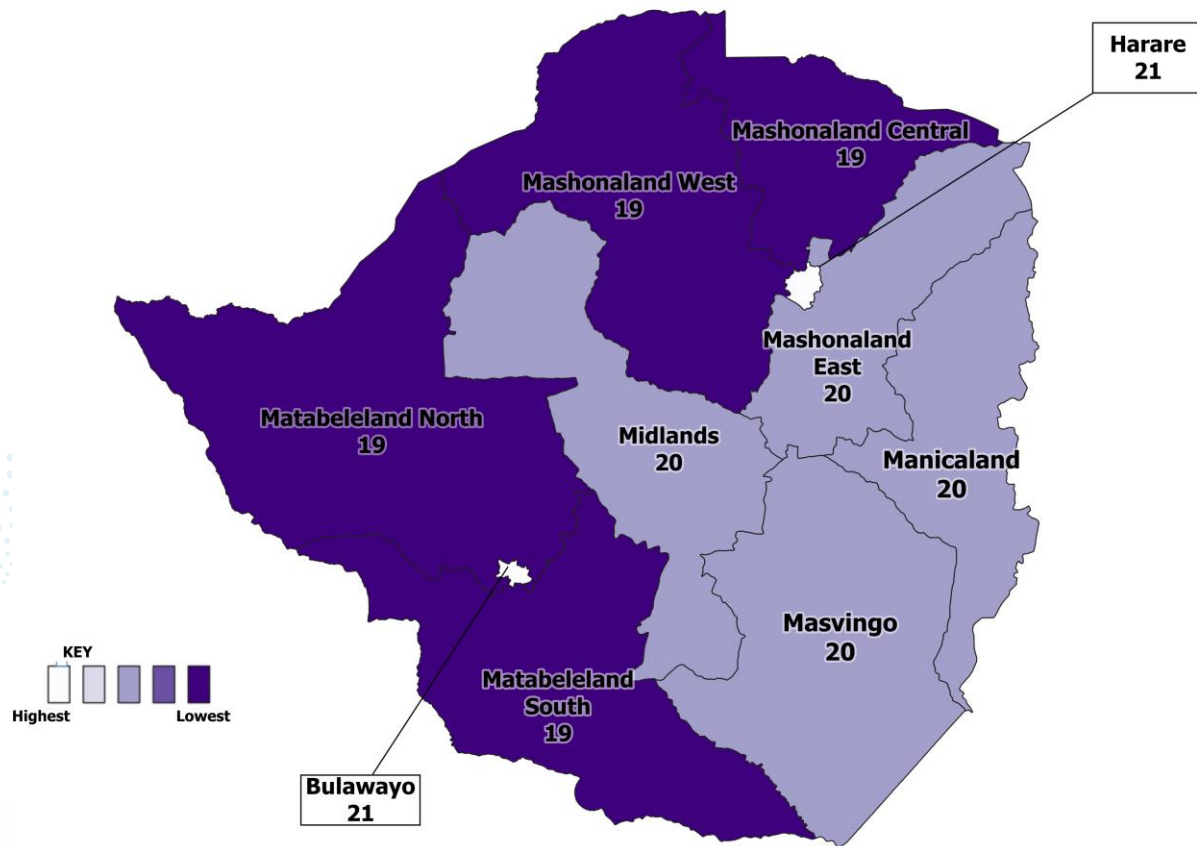 Harare
21
Mashonaland Central
19
Mashonaland West
19
Mashonaland
East
20
Matabeleland North
19
Midlands
20
Manicaland
20
Masvingo
20
Matabeleland
South
19
KEY
Highest
Lowest
Bulawayo
21